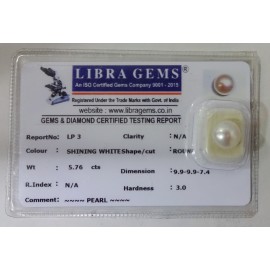 LIBRA GEMS®
An ISO Certified Gems Company 9001 - 2015
Registered Under the Trade Marks with Govt. of India
website : www.libragems.co.in
GEMS & DIAMOND CERTIFIED TESTING REPORT
ReportNo: LP 3 Clarity : N/A
Colour : SHINING WHITE Shape/cut : ROUN
Wt : 5.76 cts Dimension : 9.9-9.9-7.4
R.Index : N/A Hardness : 3.0
Comment : ~~~~ PEARL ~~~~